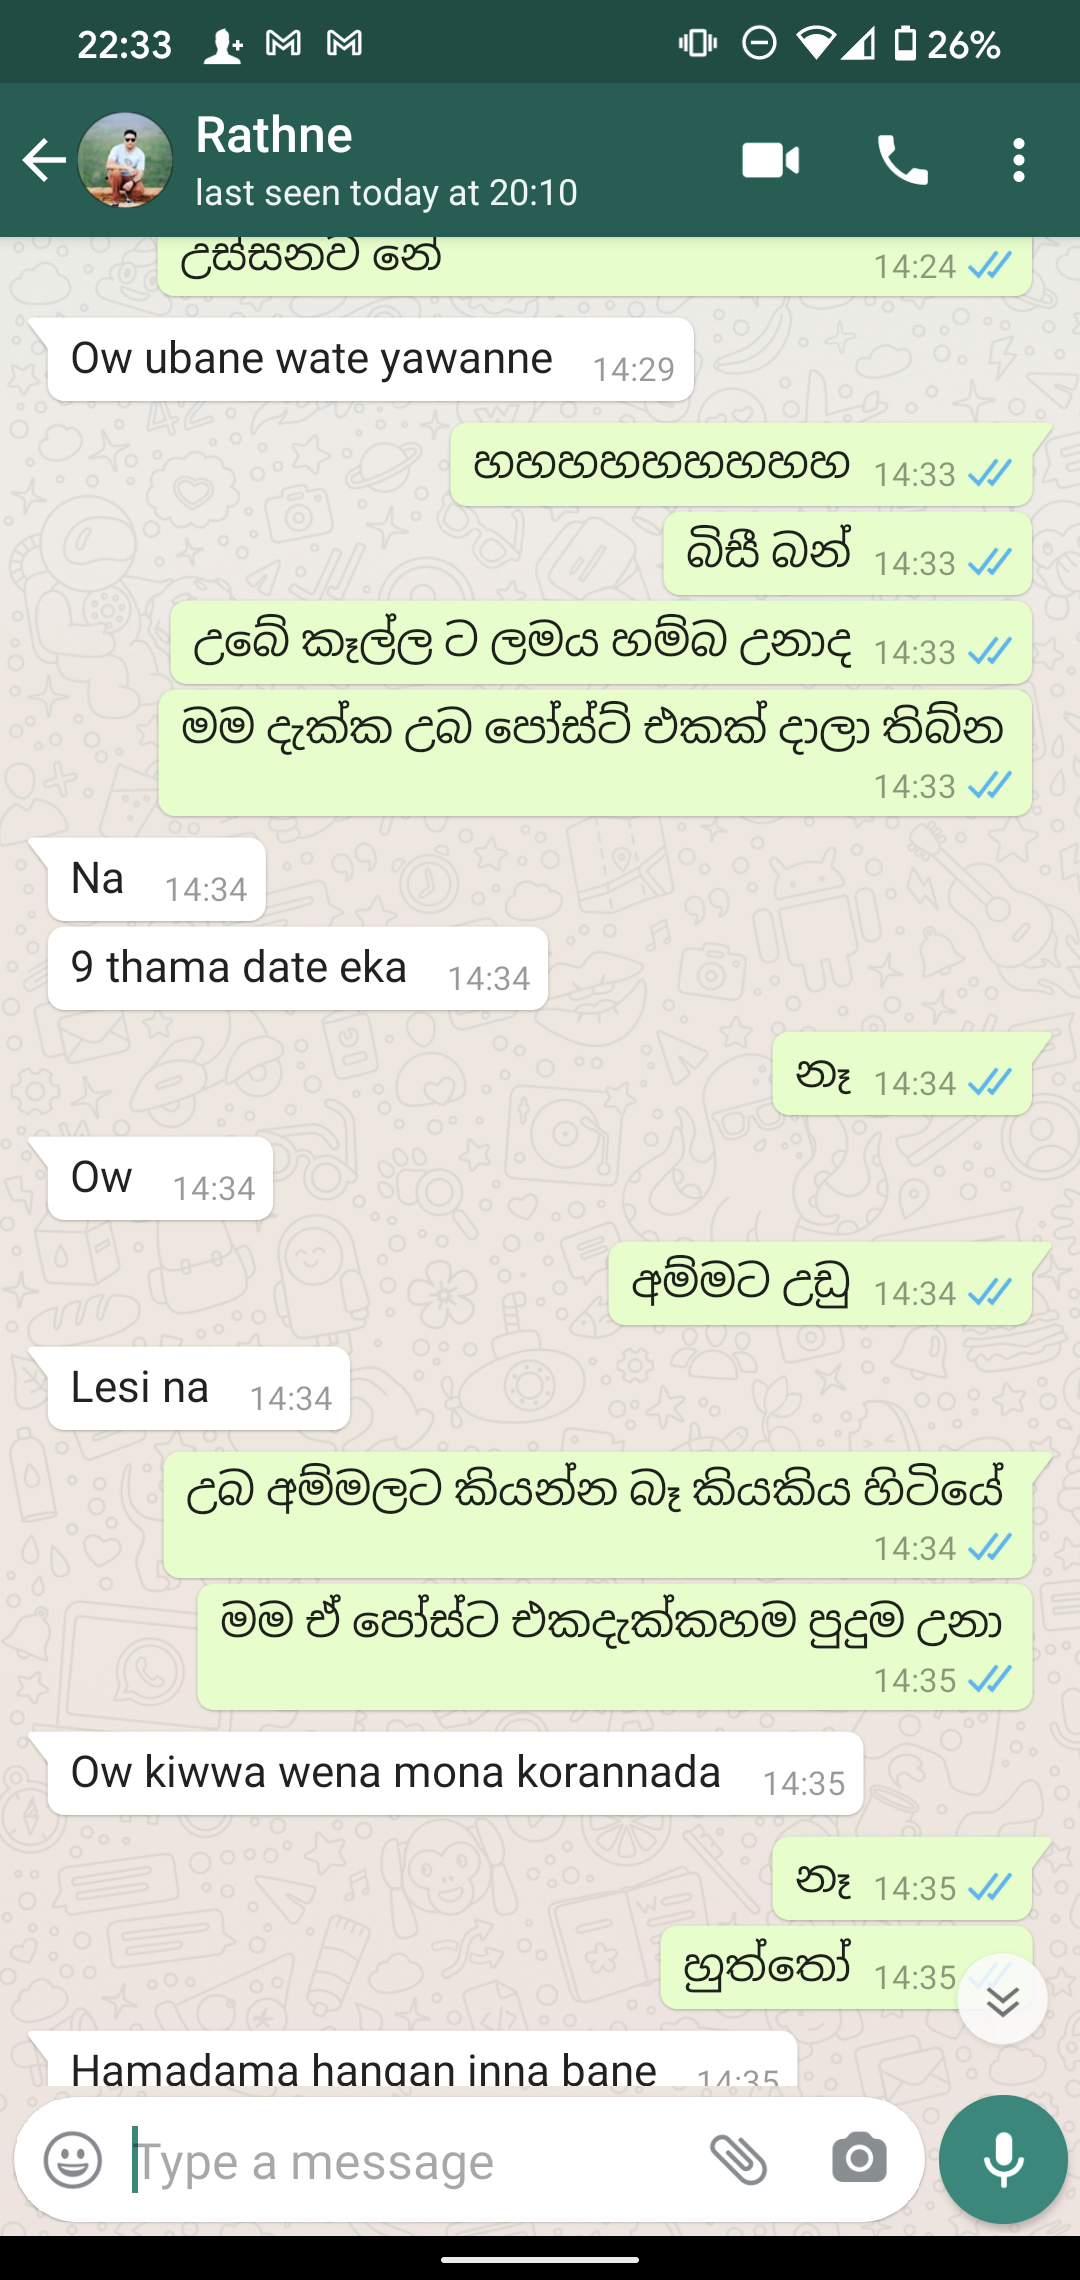 22:33
26%
Rathne
last seen today at 20:10
උස්සනව නේ
14:24
Ow ubane wate yawanne 14:29
හහහහහහහහහ 14:33
බිසී බන් 14:33
උබේ කෑල්ල ට ලමය හම්බ උනාද 14:33
මම දැක්ක උබ පෝස්ට් එකක් දාලා තිබ්න
14:33
Na 14:34
9 thama date eka 14:34
නෑ 14:34
Ow 14:34
අම්මට උඩු 14:34
Lesi na 14:34
උබ අම්මලට කියන්න බෑ කියකිය හිටියේ
14:34
මම ඒ පෝස්ට එකදැක්කහම පුදුම උනා
14:35
Ow kiwwa wena mona korannada 14:35
නෑ 14:35
හුත්තෝ 14:35
Hamadama hangan inna bane 14:35
Type a message